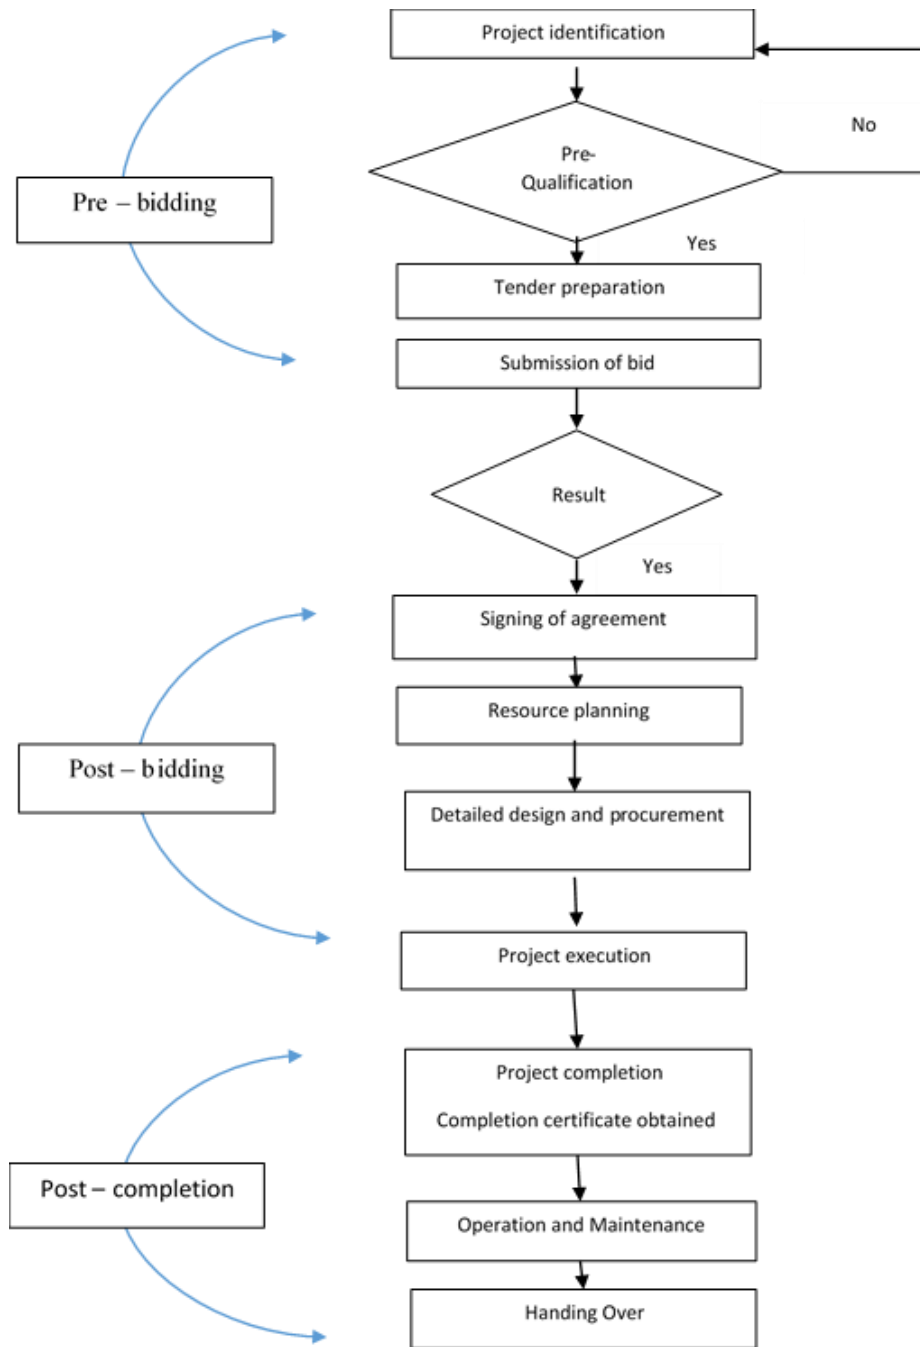 Project identification
No
Pre-
Qualification
Pre – bidding
Yes
Tender preparation
Submission of bid
Result
Yes
Signing of agreement
Resource planning
Post – bidding
Detailed design and procurement
Project execution
Project completion
Completion certificate obtained
Post – completion
Operation and Maintenance
Handing Over